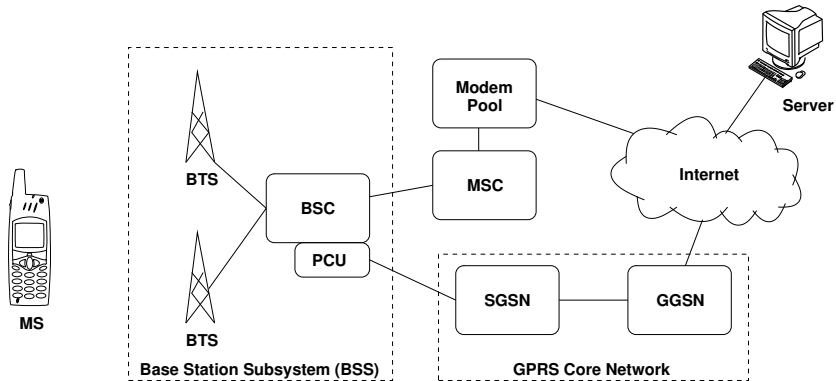 Modem
Pool
Server
BTS
BSC
MSC
Internet
PCU
SGSN
GGSN
MS
BTS
Base Station Subsystem (BSS)
GPRS Core Network